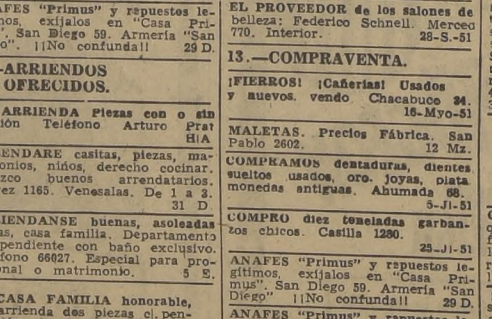 AFES "Primus" y repuestos le-
mos, exíjalos en "Casa Pri-
. San Diego 59. Armería "San
o". ¡¡No confunda!! 29 D.
-ARRIENDOS
OFRECIDOS.
ARRIENDA Piezas con o sin
ión Teléfono Arturo Prat
HIA
ENDARE casitas, piezas, ma-
onios, niños, derecho cocinar.
zco buenos arrendatarios.
ez 1165. Venesalas. De 1 a 3.
31 D.
IENDANSE buenas, asoleadas
as, casa familia. Departamento
pendiente con baño exclusivo.
fono 66027. Especial para pro-
onal o matrimonio. 5 E.
CASA FAMILIA honorable,
arrienda dos piezas
EL PROVEEDOR de los salones de
belleza: Federico Schnell. Merced
770. Interior. 28-S.-51
13.—COMPRAVENTA.
¡FIERROS! ¡Cañerías! Usados
y nuevos, vendo Chacabuco 24.
16-Myo-51
MALETAS. Precios Fábrica. San
Pablo 2602. 12 Mz.
COMPRAMOS dentaduras, dientes
sueltos usados, oro, joyas, plata
monedas antiguas. Ahumada 68.
5-Jl-51
COMPRO diez toneladas garban-
zos chicos. Casilla 1280.
25-Jl-51
ANAFES "Primus" y repuestos le-
gítimos, exíjalos en "Casa Pri-
mus". San Diego 59. Armería "San
Diego" ¡¡No confunda!! 29 D.
ANAFES "Primus" y repuestos le-